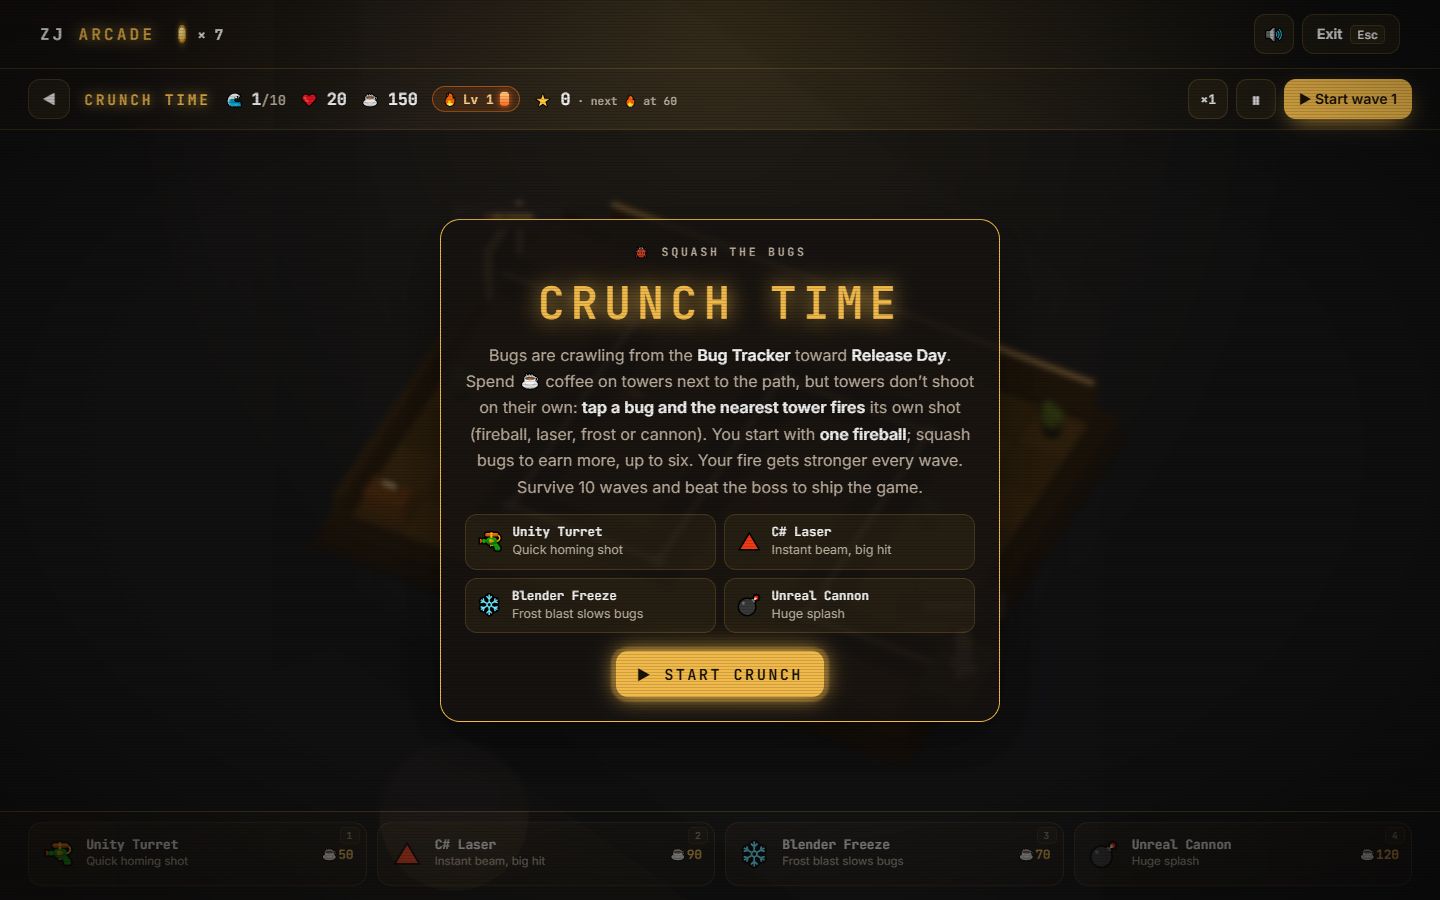 ZJ ARCADE × 7
Exit Esc
CRUNCH TIME 1/10 20 150 Lv 1 0 · next at 60
×1
Start wave 1
SQUASH THE BUGS
CRUNCH TIME
Bugs are crawling from the Bug Tracker toward Release Day.
Spend coffee on towers next to the path, but towers don’t shoot
on their own: tap a bug and the nearest tower fires its own shot
(fireball, laser, frost or cannon). You start with one fireball; squash
bugs to earn more, up to six. Your fire gets stronger every wave.
Survive 10 waves and beat the boss to ship the game.
Unity Turret
Quick homing shot
C# Laser
Instant beam, big hit
Blender Freeze
Frost blast slows bugs
Unreal Cannon
Huge splash
START CRUNCH
Unity Turret
Quick homing shot
1
50
C# Laser
Instant beam, big hit
2
90
Blender Freeze
Frost blast slows bugs
3
70
Unreal Cannon
Huge splash
4
120